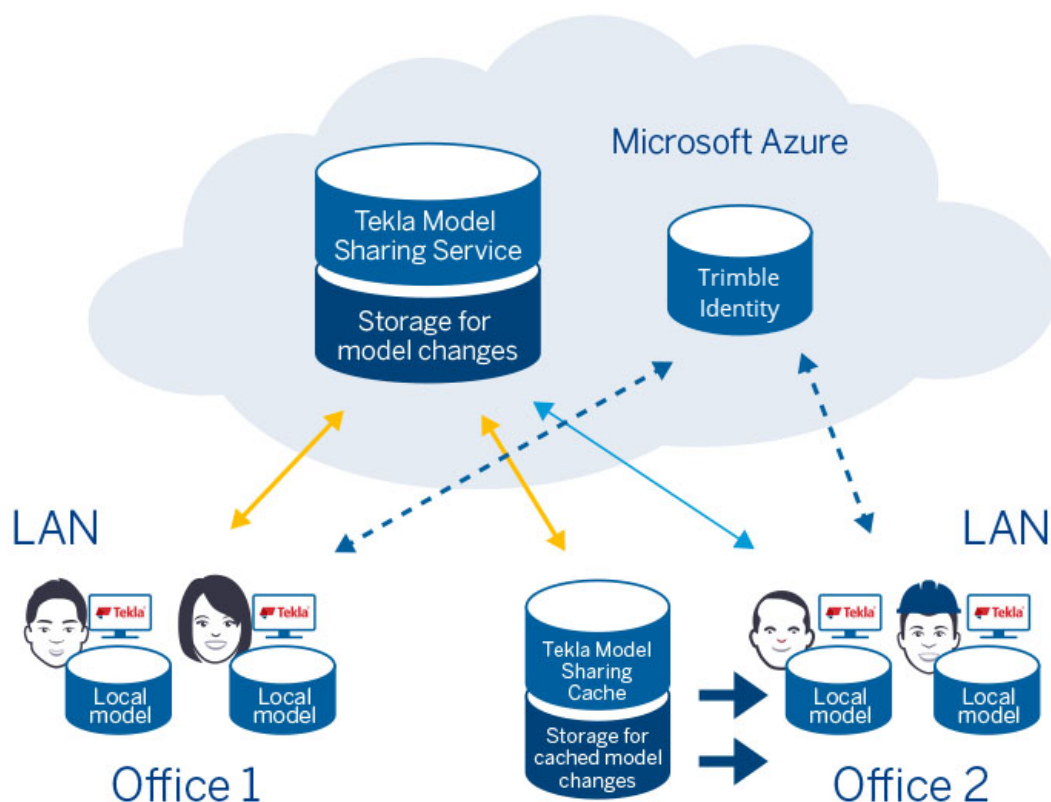 Microsoft Azure
Tekla Model
Sharing Service
Storage for
model changes
Trimble
Identity
LAN
LAN
Tekla
Tekla
Local
model
Local
model
Office 1
Tekla Model
Sharing
Cache
Storage for
cached model
changes
Tekla
Tekla
Local
model
Local
model
Office 2